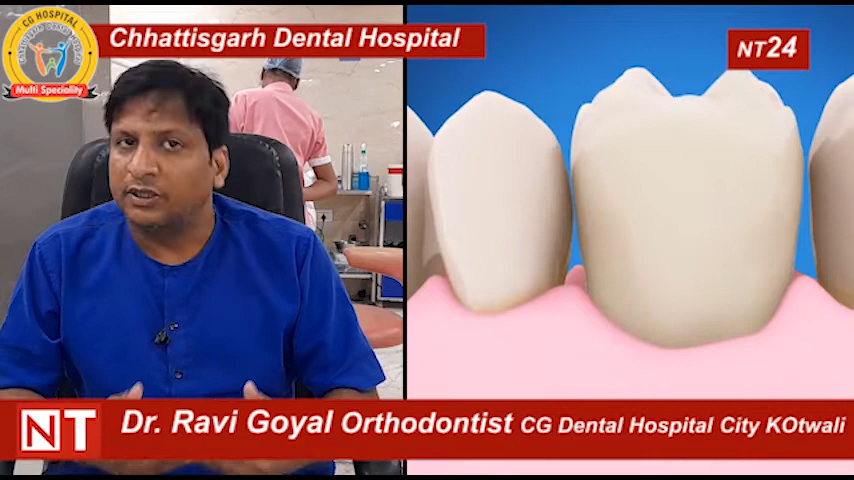 CG HOSPITAL
Multi Speciality
Chhattisgarh Dental Hospital
NT24
NT
Dr. Ravi Goyal Orthodontist CG Dental Hospital City KOtwali